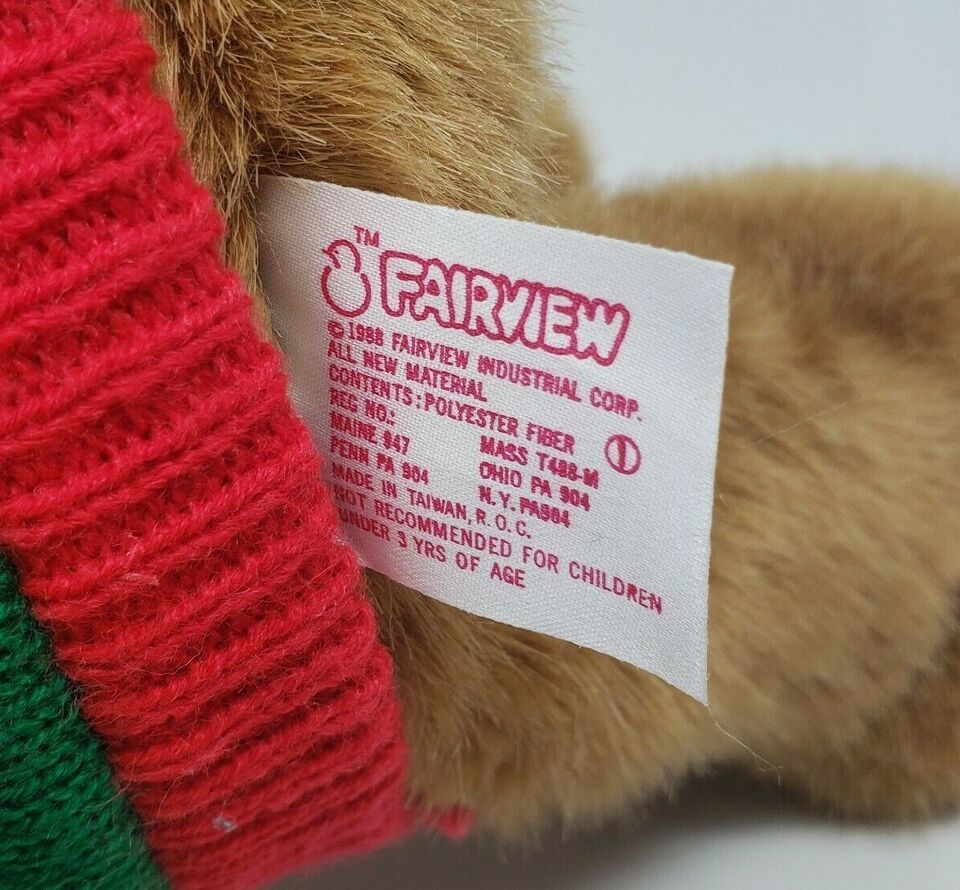 TM
FAIRVIEW
© 1988 FAIRVIEW INDUSTRIAL CORP.
ALL NEW MATERIAL
CONTENTS: POLYESTER FIBER
REG NO.:
MAINE 947 MASS T488-M
PENN PA 904 OHIO PA 904
N.Y. PA904
MADE IN TAIWAN, R.O.C.
NOT RECOMMENDED FOR CHILDREN
UNDER 3 YRS OF AGE